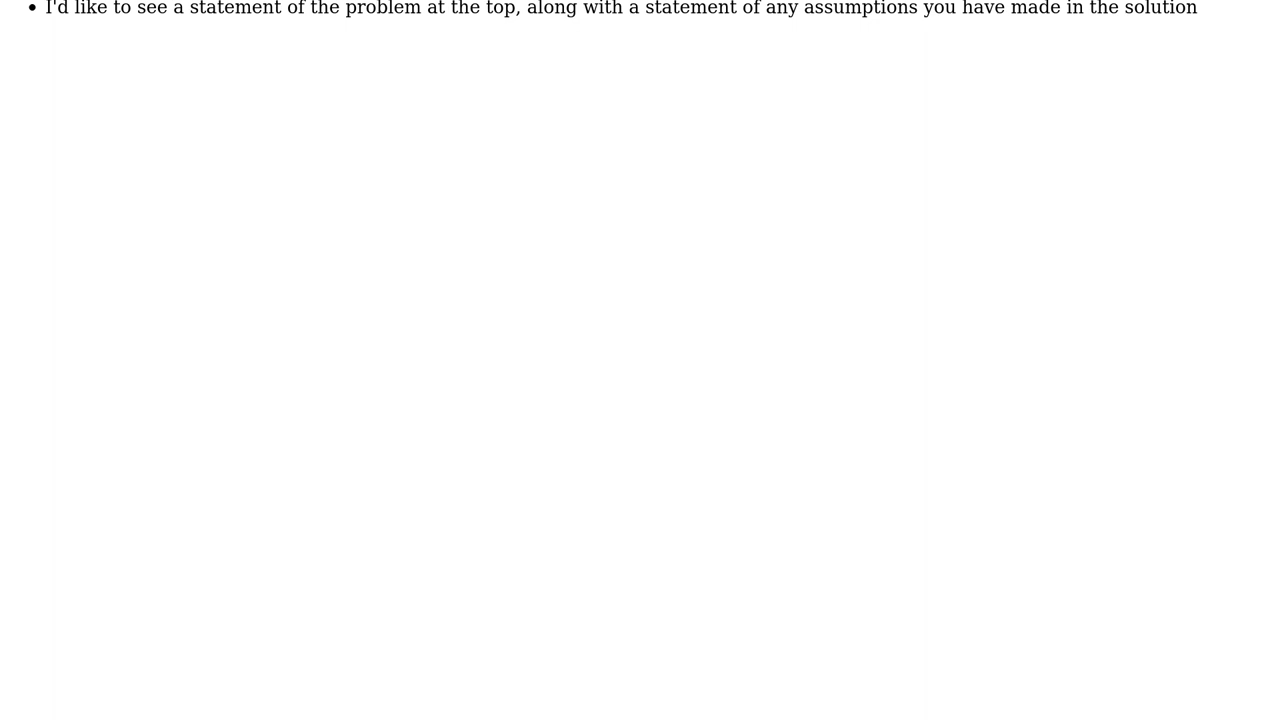 • I'd like to see a statement of the problem at the top, along with a statement of any assumptions you have made in the solution